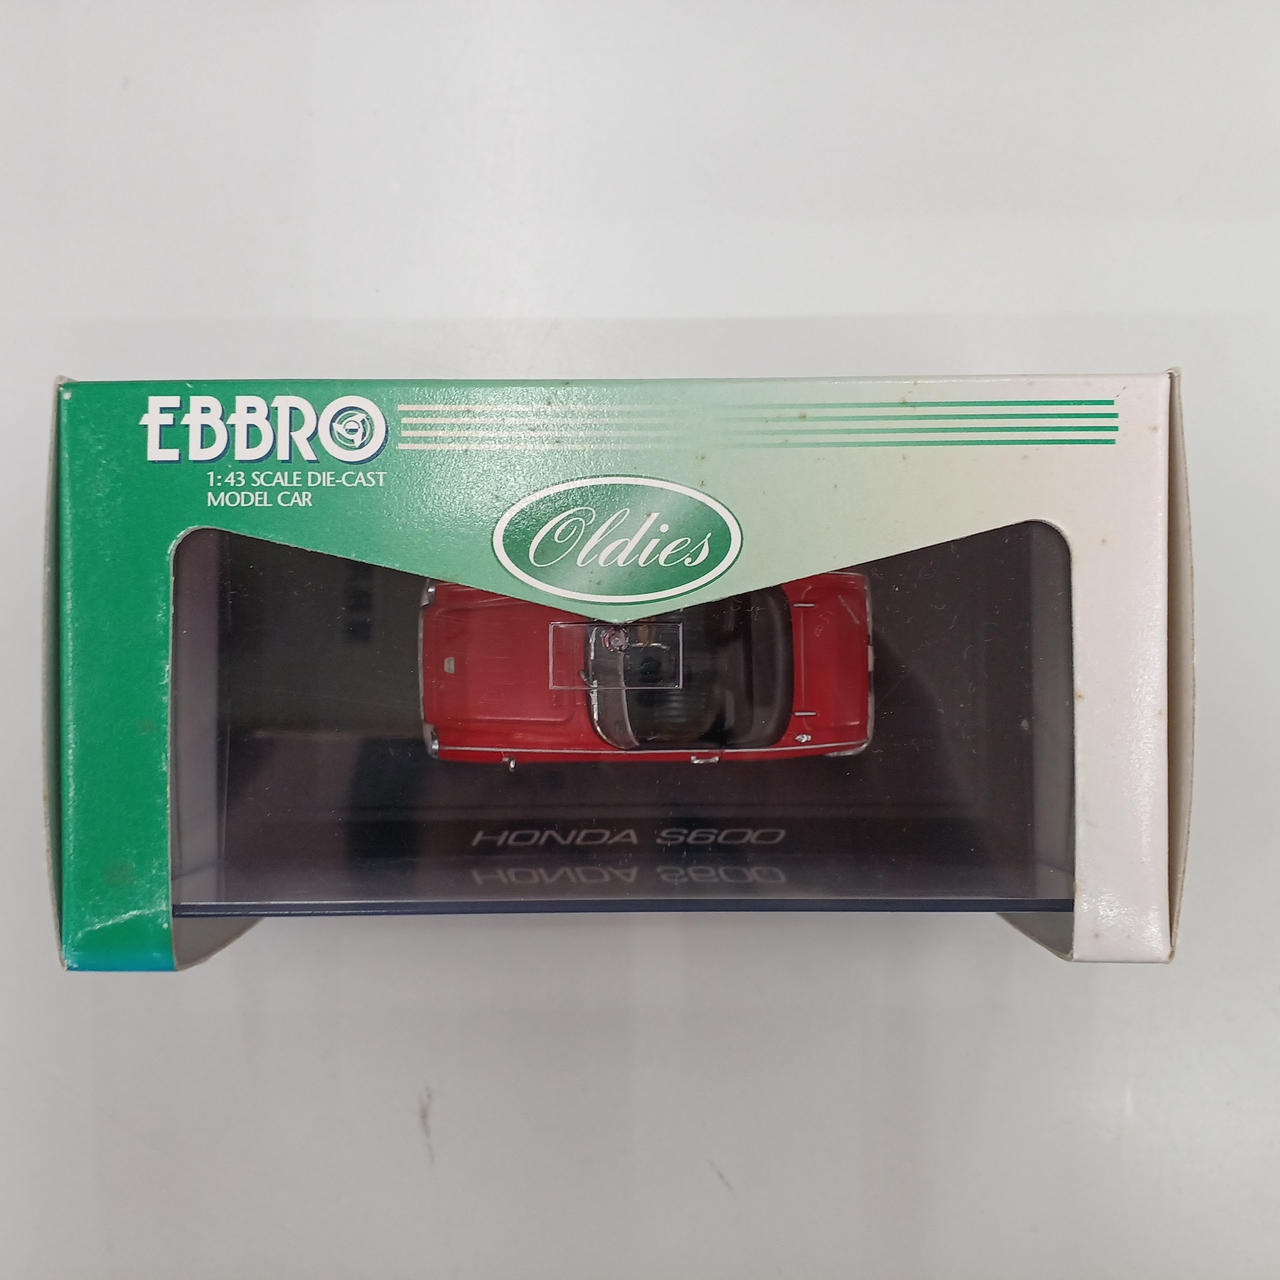 EBBRO
1:43 SCALE DIE-CAST
MODEL CAR
Oldies
HONDA S600